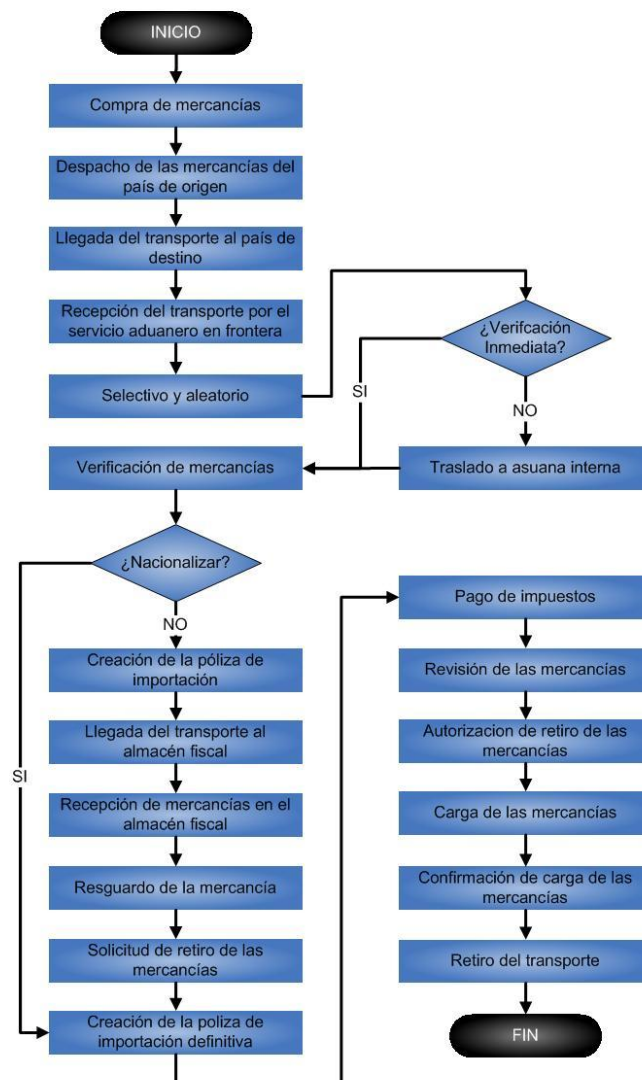 INICIO
Compra de mercancías
Despacho de las mercancías del
país de origen
Llegada del transporte al país de
destino
Recepción del transporte por el
servicio aduanero en frontera
Selectivo y aleatorio
¿Verifcación
Inmediata?
SI
NO
Traslado a asuana interna
Verificación de mercancías
¿Nacionalizar?
NO
SI
Creación de la póliza de
importación
Llegada del transporte al
almacén fiscal
Recepción de mercancías en el
almacén fiscal
Resguardo de la mercancía
Solicitud de retiro de las
mercancías
Creación de la poliza de
importación definitiva
Pago de impuestos
Revisión de las mercancías
Autorizacion de retiro de las
mercancías
Carga de las mercancías
Confirmación de carga de las
mercancías
Retiro del transporte
FIN